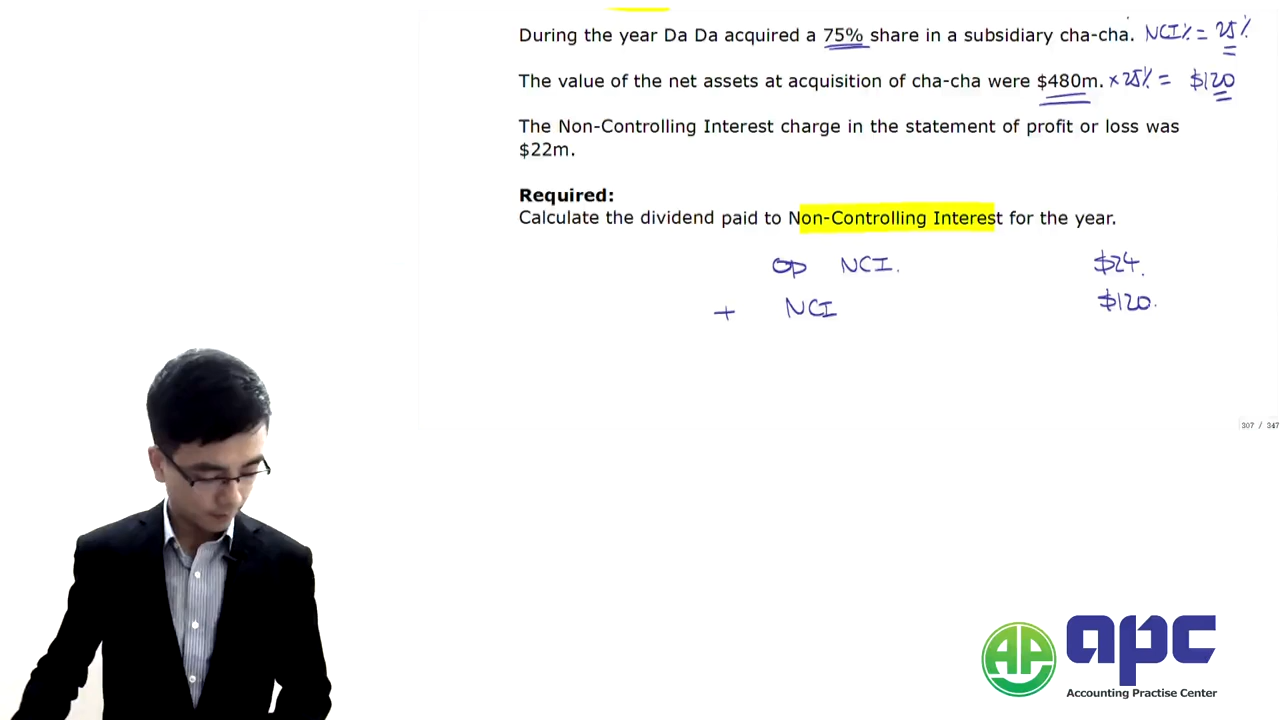 During the year Da Da acquired a 75% share in a subsidiary cha-cha. NCI% = 25%
The value of the net assets at acquisition of cha-cha were $480m. ×25% = $120
The Non-Controlling Interest charge in the statement of profit or loss was
$22m.
Required:
Calculate the dividend paid to Non-Controlling Interest for the year.
op NCI. $24.
+ NCI $120.
307 / 347
AP
apc
Accounting Practise Center